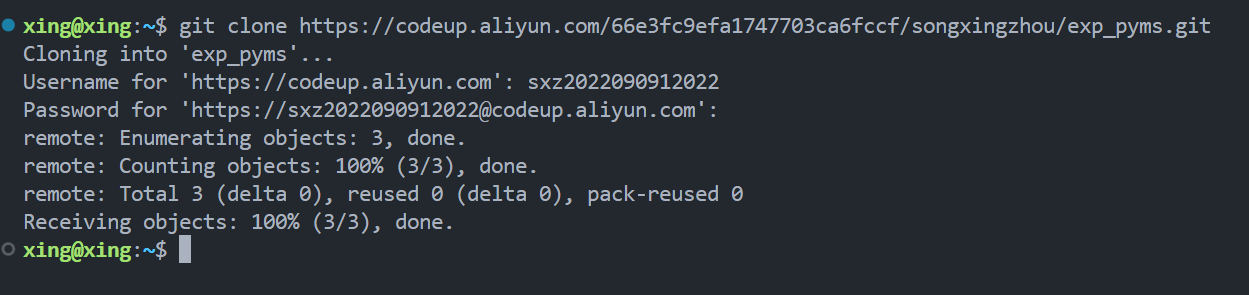 xing@xing:~$ git clone https://codeup.aliyun.com/66e3fc9efa1747703ca6fccf/songxingzhou/exp_pyms.git
Cloning into 'exp_pyms'...
Username for 'https://codeup.aliyun.com': sxz2022090912022
Password for 'https://sxz2022090912022@codeup.aliyun.com':
remote: Enumerating objects: 3, done.
remote: Counting objects: 100% (3/3), done.
remote: Total 3 (delta 0), reused 0 (delta 0), pack-reused 0
Receiving objects: 100% (3/3), done.
xing@xing:~$